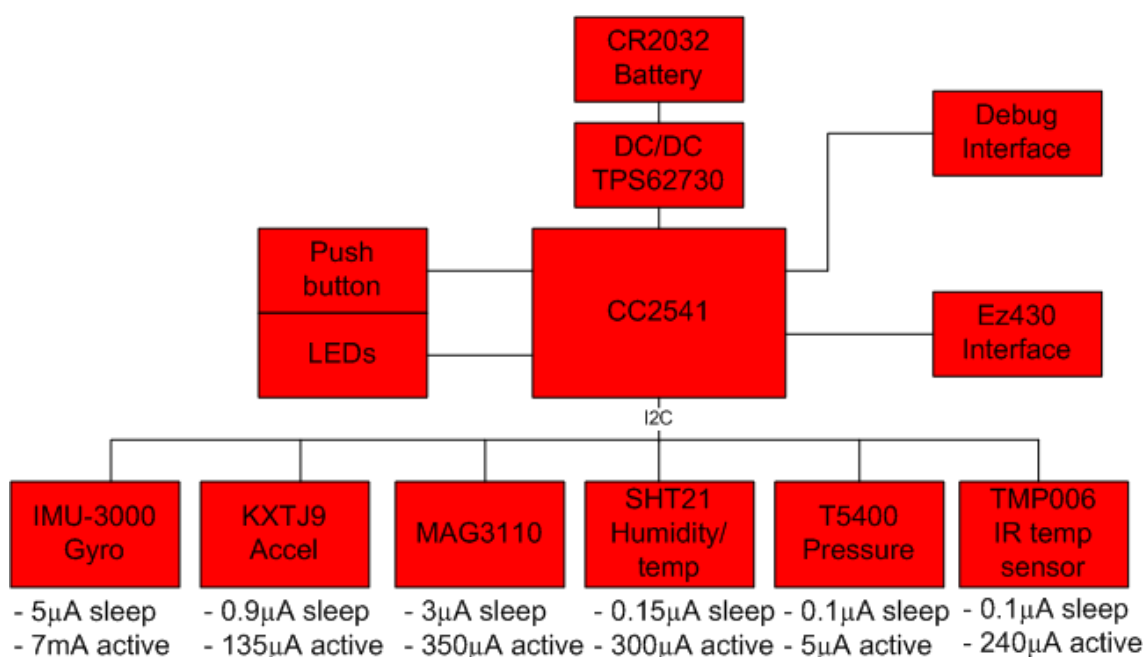 CR2032
Battery
DC/DC
TPS62730
Debug
Interface
Push
button
LEDs
CC2541
Ez430
Interface
I2C
IMU-3000
Gyro
- 5μA sleep
- 7mA active
KXTJ9
Accel
- 0.9μA sleep
- 135μA active
MAG3110
- 3μA sleep
- 350μA active
SHT21
Humidity/
temp
- 0.15μA sleep
- 300μA active
T5400
Pressure
- 0.1μA sleep
- 5μA active
TMP006
IR temp
sensor
- 0.1μA sleep
- 240μA active